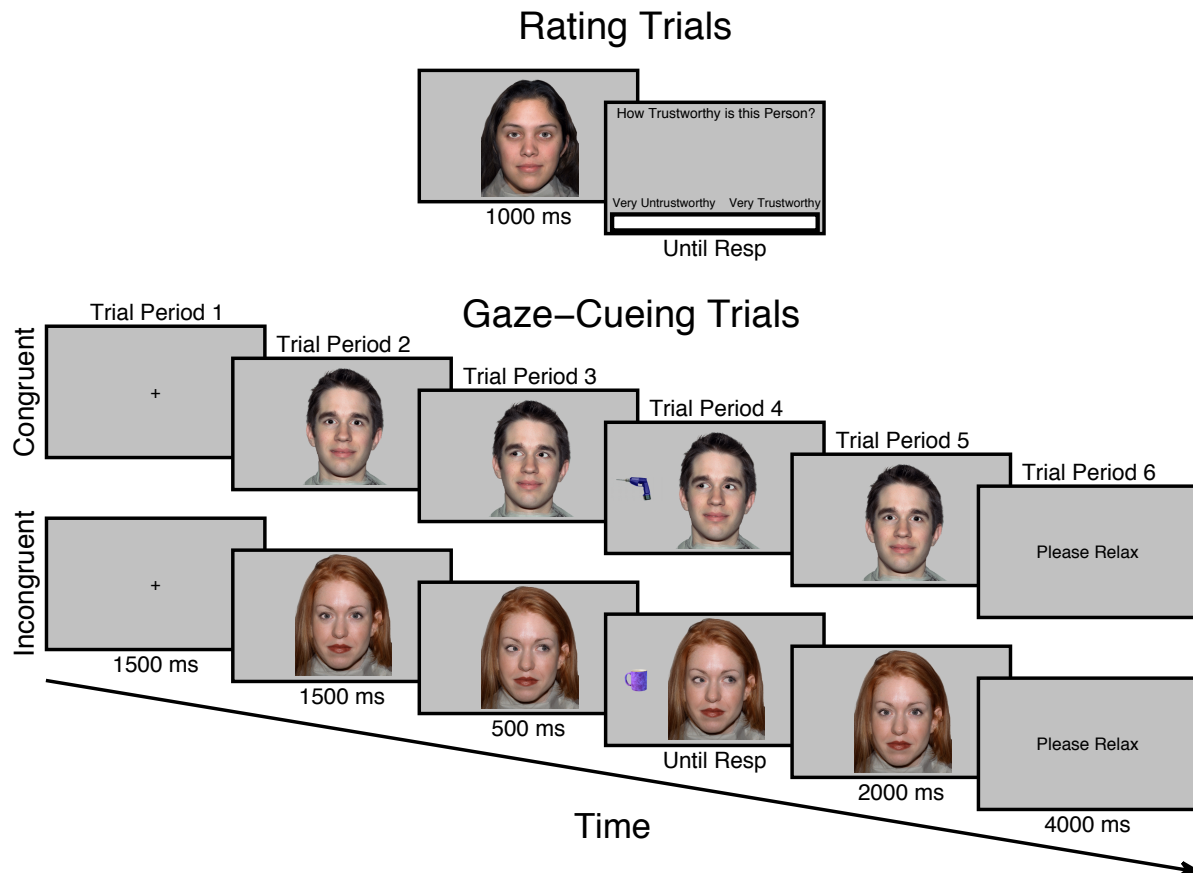 Rating Trials
How Trustworthy is this Person?
Very Untrustworthy Very Trustworthy
1000 ms
Until Resp
Gaze−Cueing Trials
Congruent
Trial Period 1
Trial Period 2
Trial Period 3
Trial Period 4
Trial Period 5
Trial Period 6
+
Please Relax
Incongruent
+
Please Relax
1500 ms
1500 ms
500 ms
Until Resp
2000 ms
4000 ms
Time